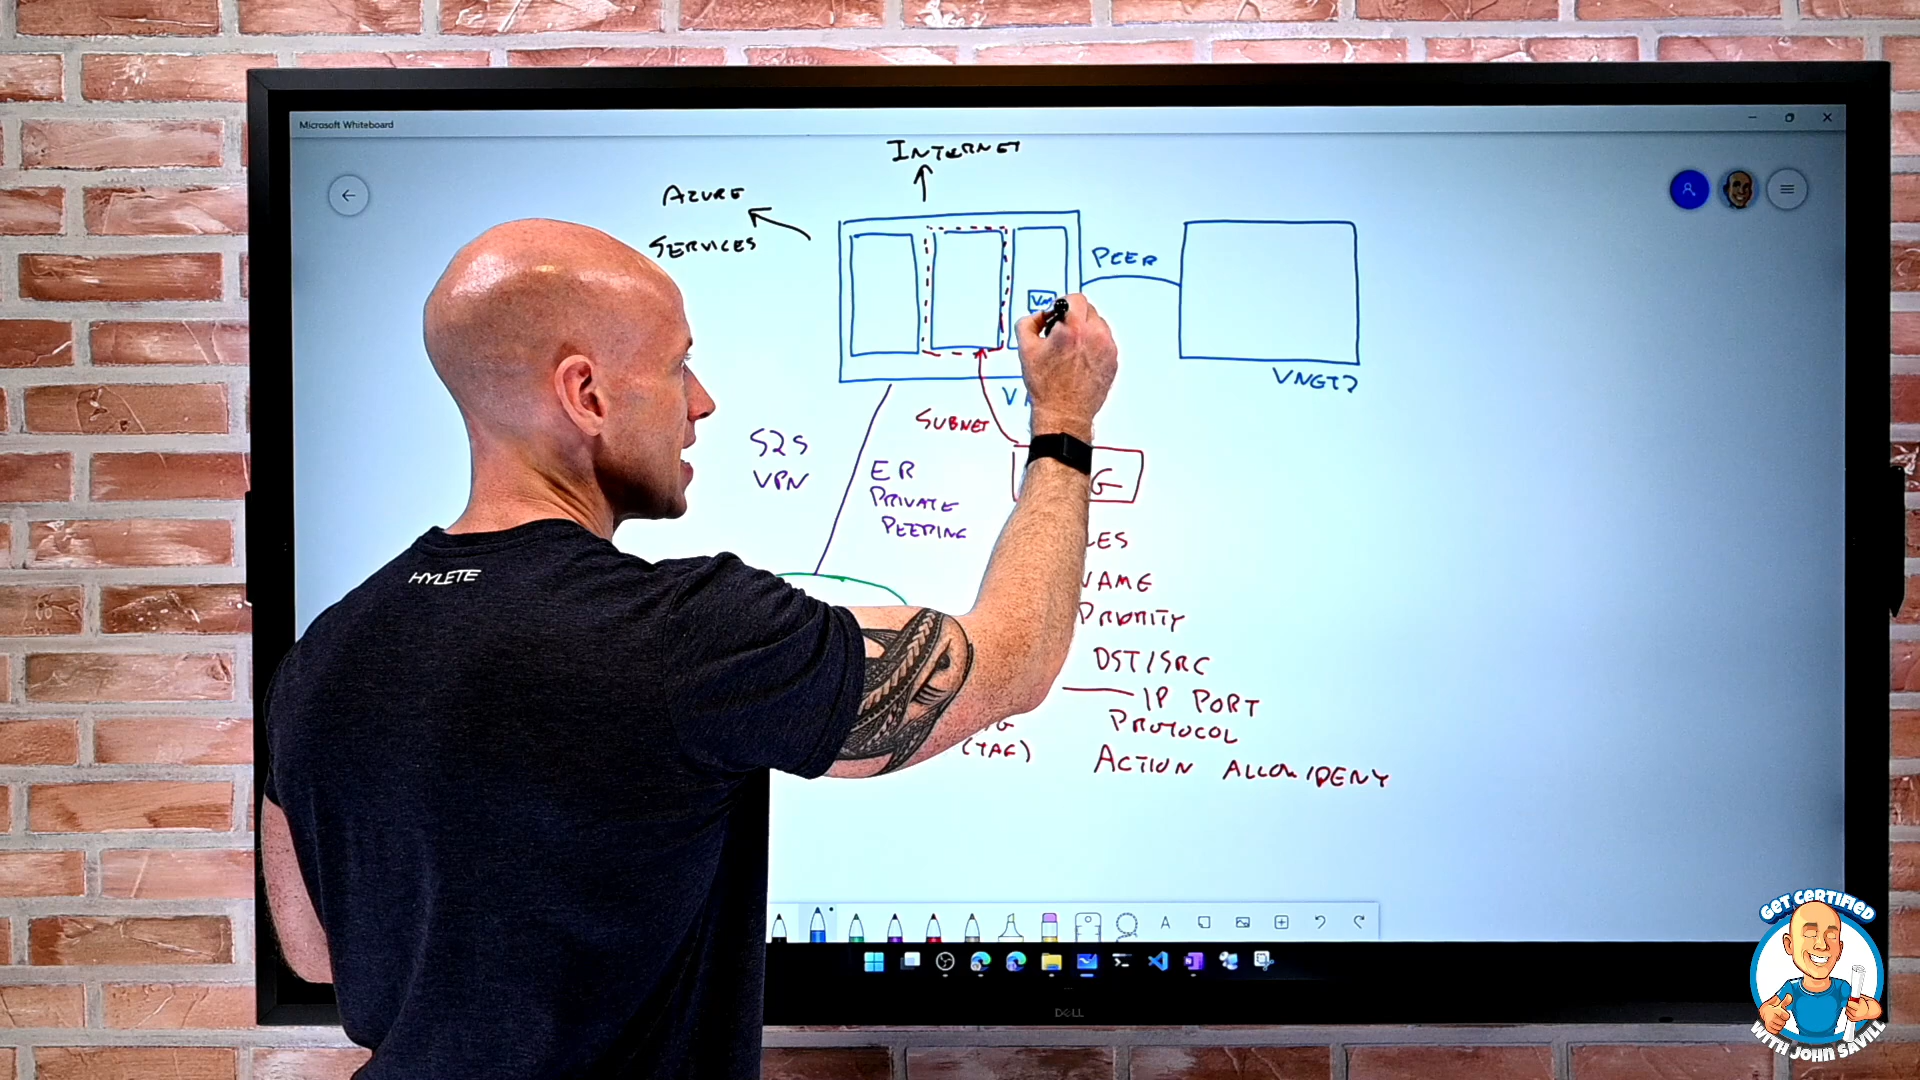 Microsoft Whiteboard
INTERNET
AZURE
SERVICES
PEER
VM
VNET2
SUBNET
S2S
VPN
ER
PRIVATE
PEERING
G
LES
NAME
PRIORITY
DST/SRC
IP PORT
PROTOCOL
(TAG)
ACTION ALLOW/DENY
HYLETE
DELL
GET CERTIFIED
WITH JOHN SAVILL